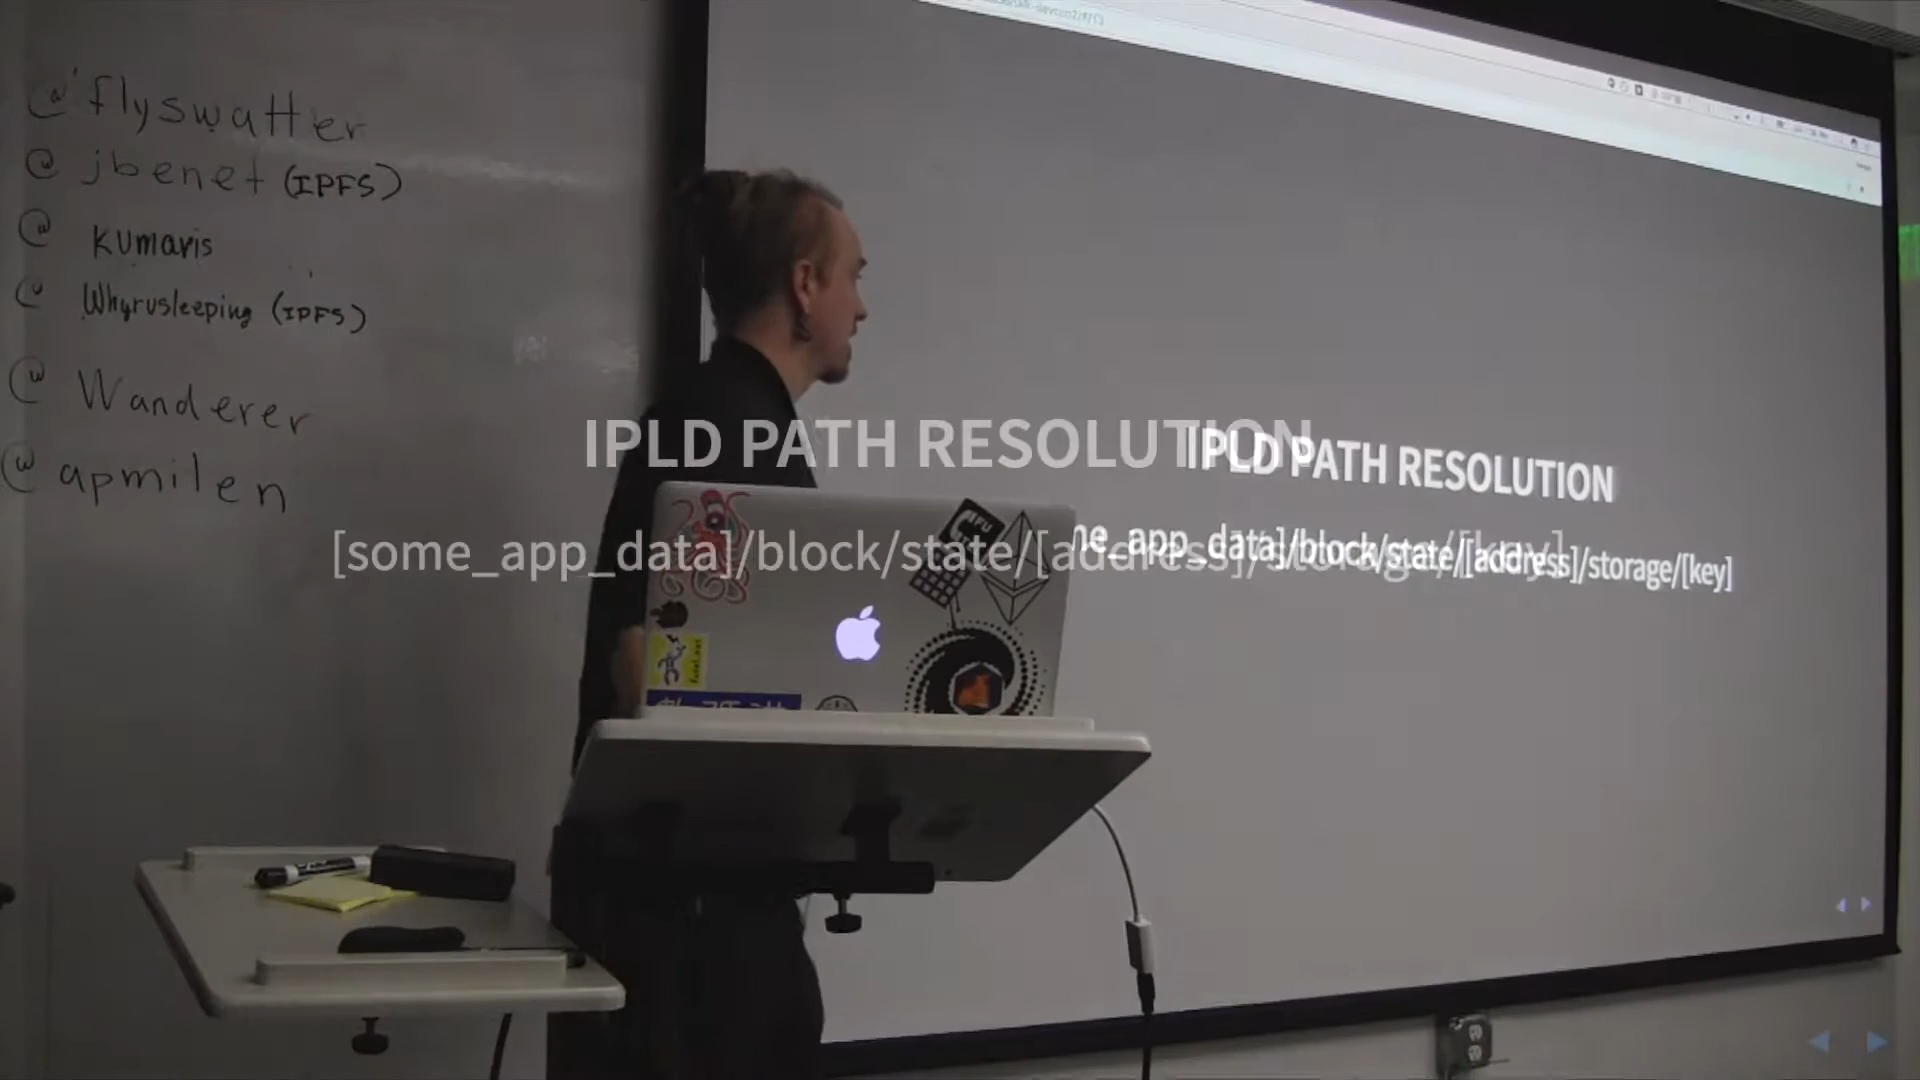 @flyswatter
@ jbenet (IPFS)
@ kumavis
@ Whyrusleeping (IPFS)
@ Wanderer
@ apmilen
IPLD PATH RESOLUTION
[some_app_data]/block/state/[address]/storage/[key]
IPLD PATH RESOLUTION
me_app_data]/block/state/[address]/storage/[key]